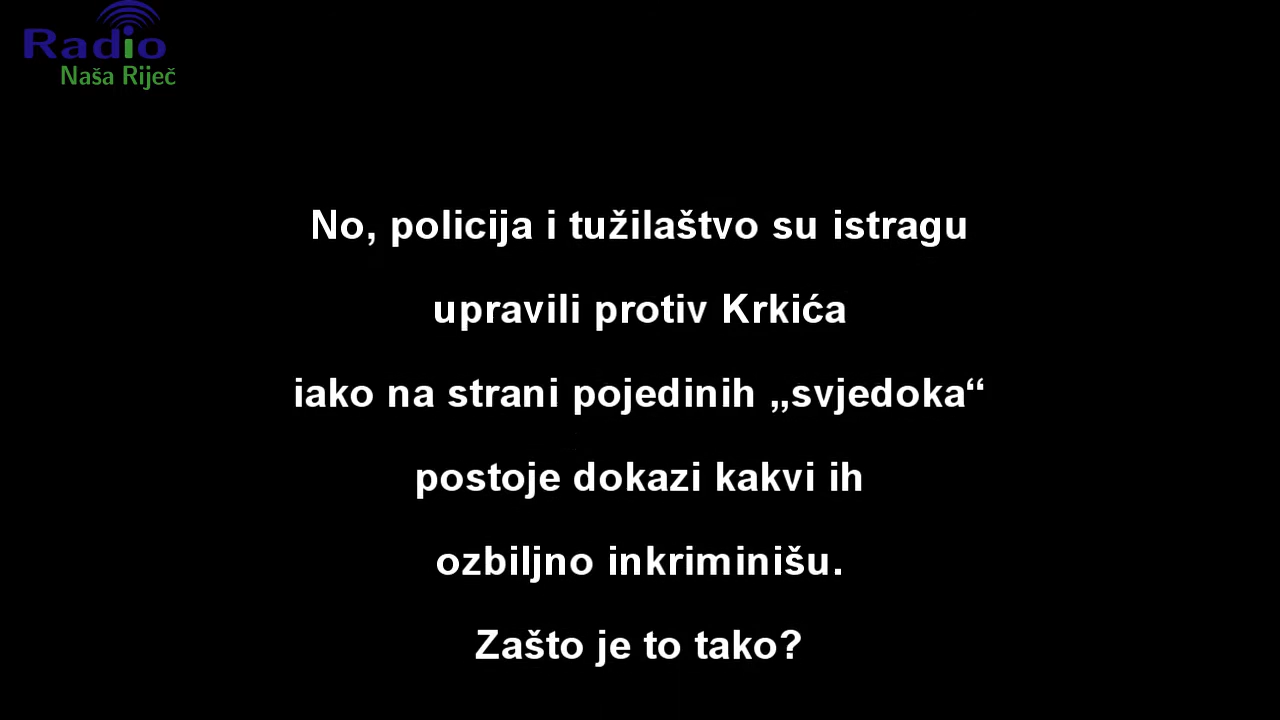 Radio
Naša Riječ
No, policija i tužilaštvo su istragu
upravili protiv Krkića
iako na strani pojedinih „svjedoka“
postoje dokazi kakvi ih
ozbiljno inkriminišu.
Zašto je to tako?